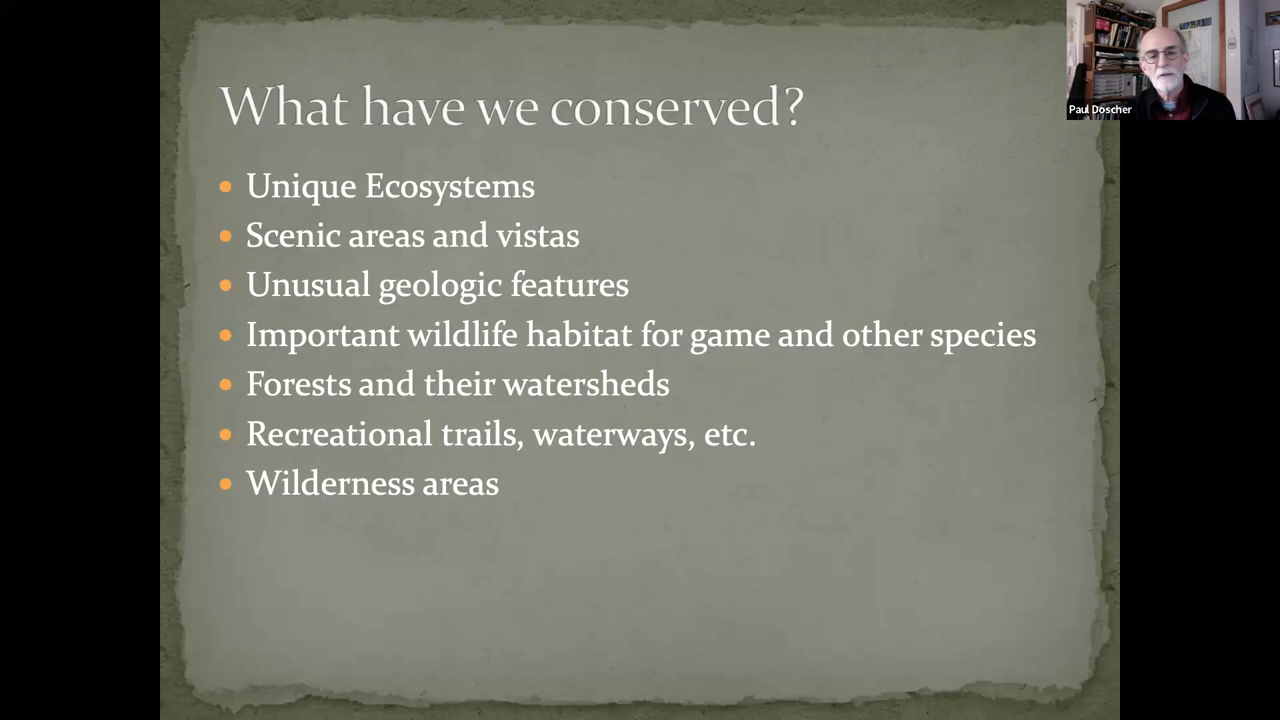 What have we conserved?
Unique Ecosystems
Scenic areas and vistas
Unusual geologic features
Important wildlife habitat for game and other species
Forests and their watersheds
Recreational trails, waterways, etc.
Wilderness areas
Paul Doscher